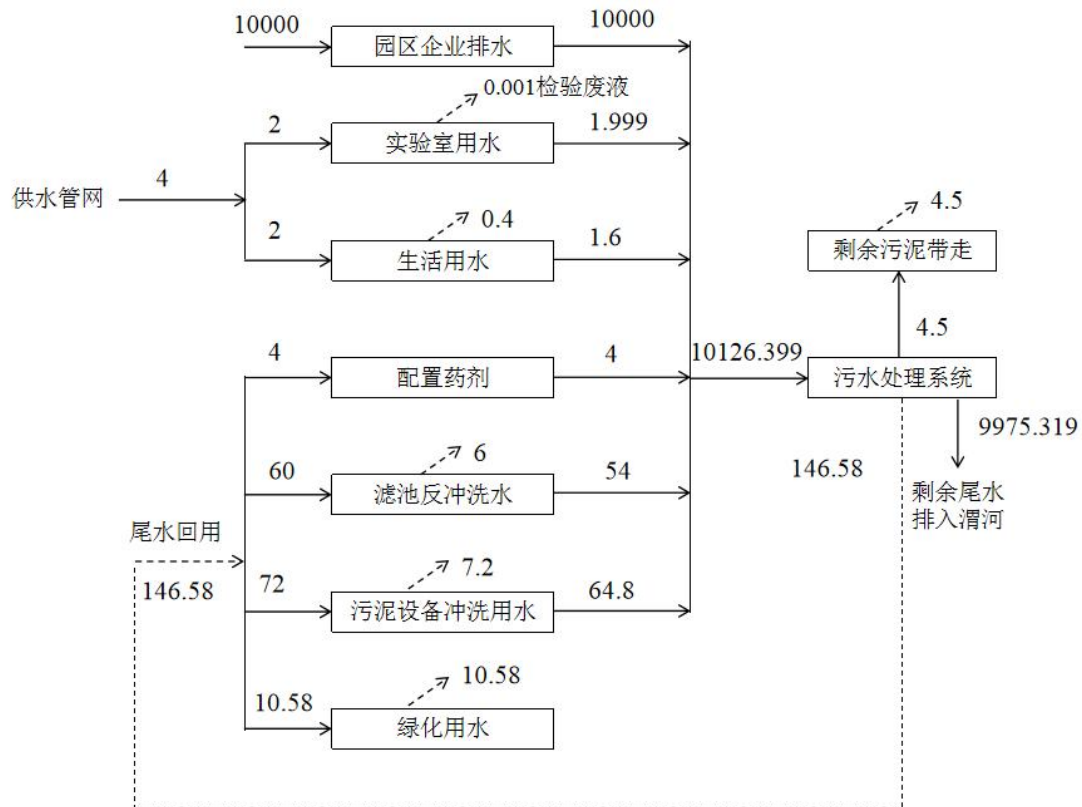 10000
园区企业排水
10000
0.001检验废液
2
实验室用水
1.999
供水管网
4
2
0.4
生活用水
1.6
4.5
剩余污泥带走
4.5
4
配置药剂
4
10126.399
污水处理系统
9975.319
146.58
剩余尾水
排入渭河
60
6
滤池反冲洗水
54
尾水回用
146.58
72
7.2
污泥设备冲洗用水
64.8
10.58
10.58
绿化用水